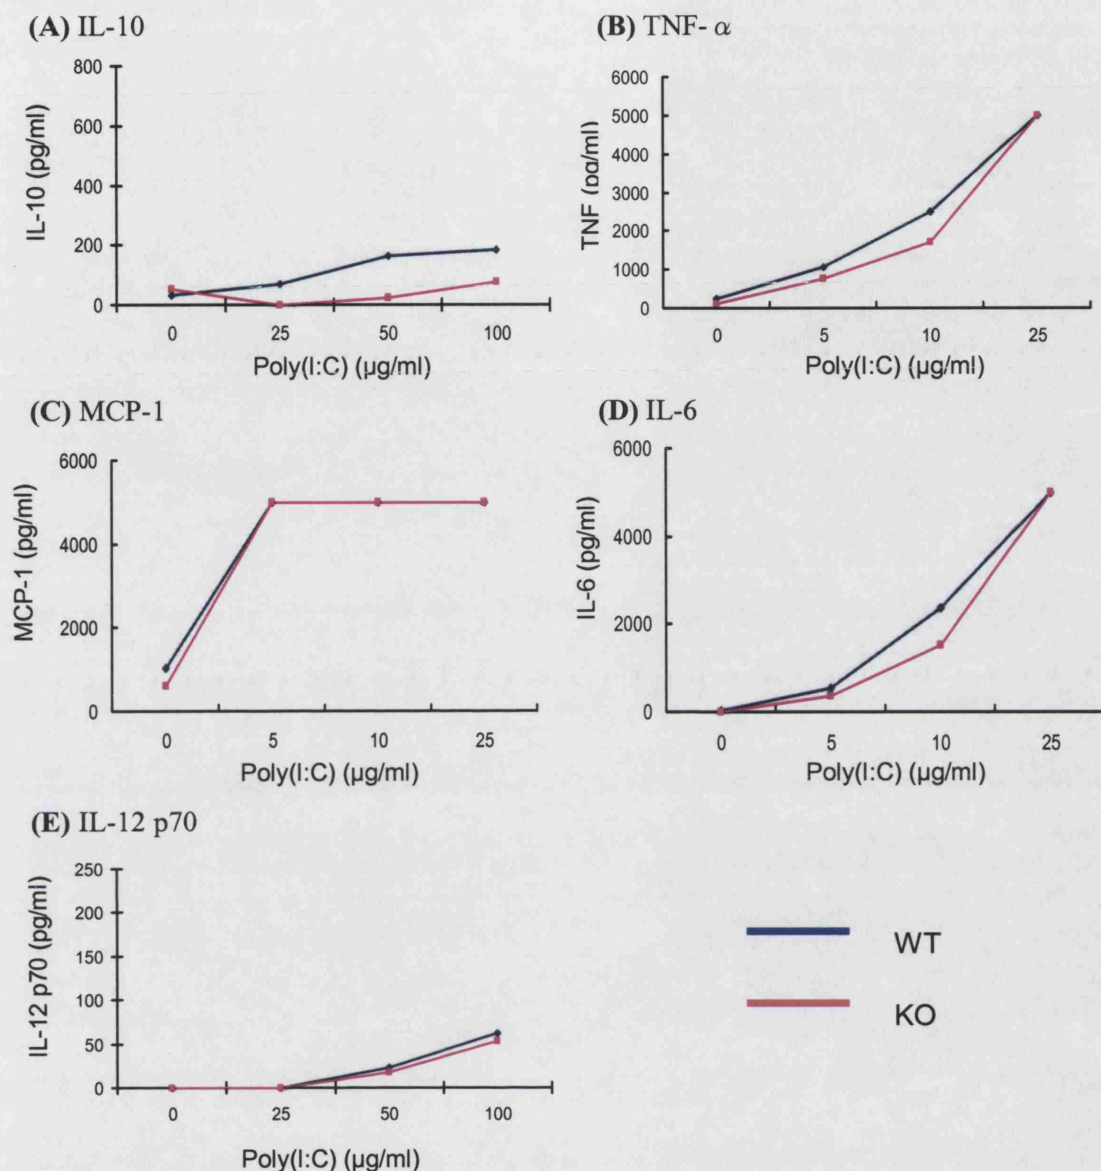 (A) IL-10
800
600
400
200
0
IL-10 (pg/ml)
0 25 50 100
Poly(I:C) (µg/ml)
(B) TNF- α
6000
5000
4000
3000
2000
1000
0
TNF (pg/ml)
0 5 10 25
Poly(I:C) (µg/ml)
(C) MCP-1
6000
4000
2000
0
MCP-1 (pg/ml)
0 5 10 25
Poly(I:C) (µg/ml)
(D) IL-6
6000
4000
2000
0
IL-6 (pg/ml)
0 5 10 25
Poly(I:C) (µg/ml)
(E) IL-12 p70
250
200
150
100
50
0
IL-12 p70 (pg/ml)
0 25 50 100
Poly(I:C) (µg/ml)
WT
KO